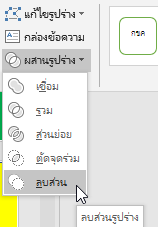 แก้ไขรูปร่าง
กขค
กล่องข้อความ
ผสานรูปร่าง
เชื่อม
รวม
ส่วนย่อย
ตัดจุดร่วม
ลบส่วน
ลบส่วนรูปร่าง